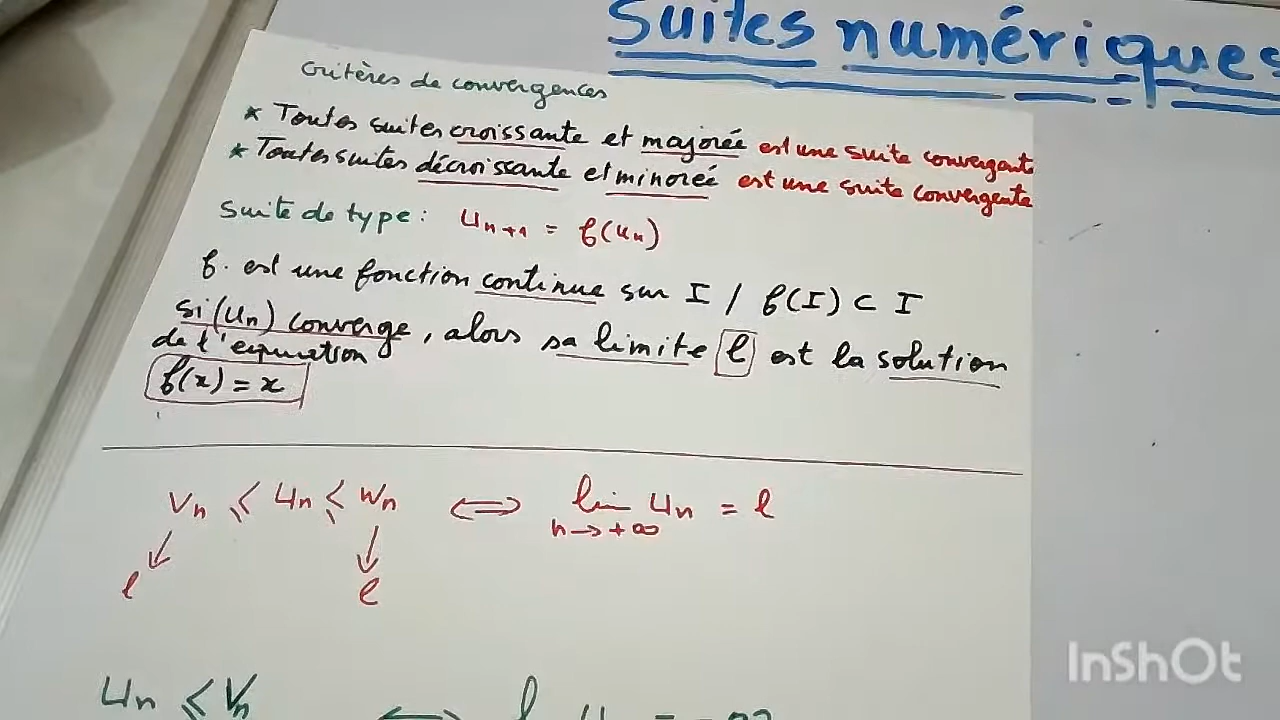 Suites numériques
Critères de convergences
* Toutes suites croissante et majorée est une suite convergente
* Toutes suites décroissante et minorée est une suite convergente
Suite de type : Un+1 = f(un)
f. est une fonction continue sur I / f(I) ⊂ I
si (un) converge, alors sa limite l est la solution
de l'equation
f(x) = x
Vn ≤ Un ≤ Wn ⟺ lim Un = l
n→+∞
l l
Un ≤ Vn
InShOt